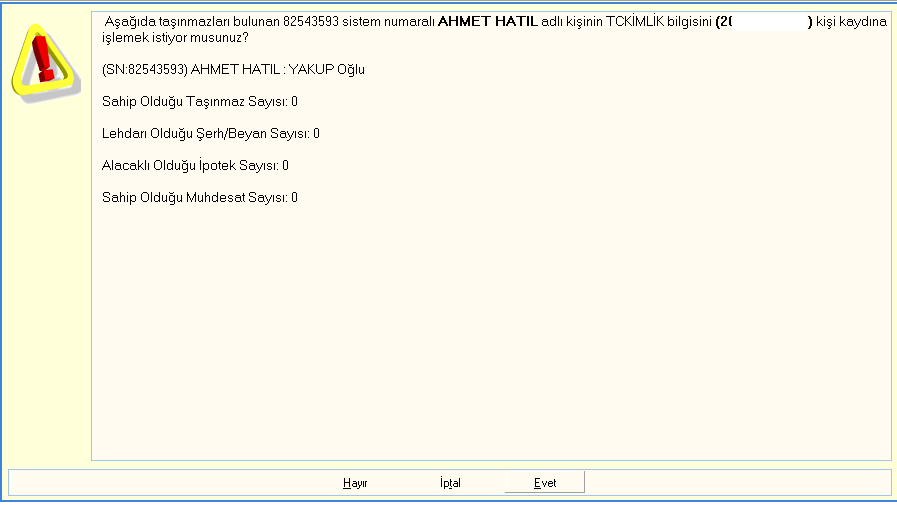 Aşağıda taşınmazları bulunan 82543593 sistem numaralı AHMET HATIL adlı kişinin TCKİMLİK bilgisini (20 ) kişi kaydına
işlemek istiyor musunuz?
(SN:82543593) AHMET HATIL : YAKUP Oğlu
Sahip Olduğu Taşınmaz Sayısı: 0
Lehdarı Olduğu Şerh/Beyan Sayısı: 0
Alacaklı Olduğu İpotek Sayısı: 0
Sahip Olduğu Muhdesat Sayısı: 0
Hayır İptal Evet